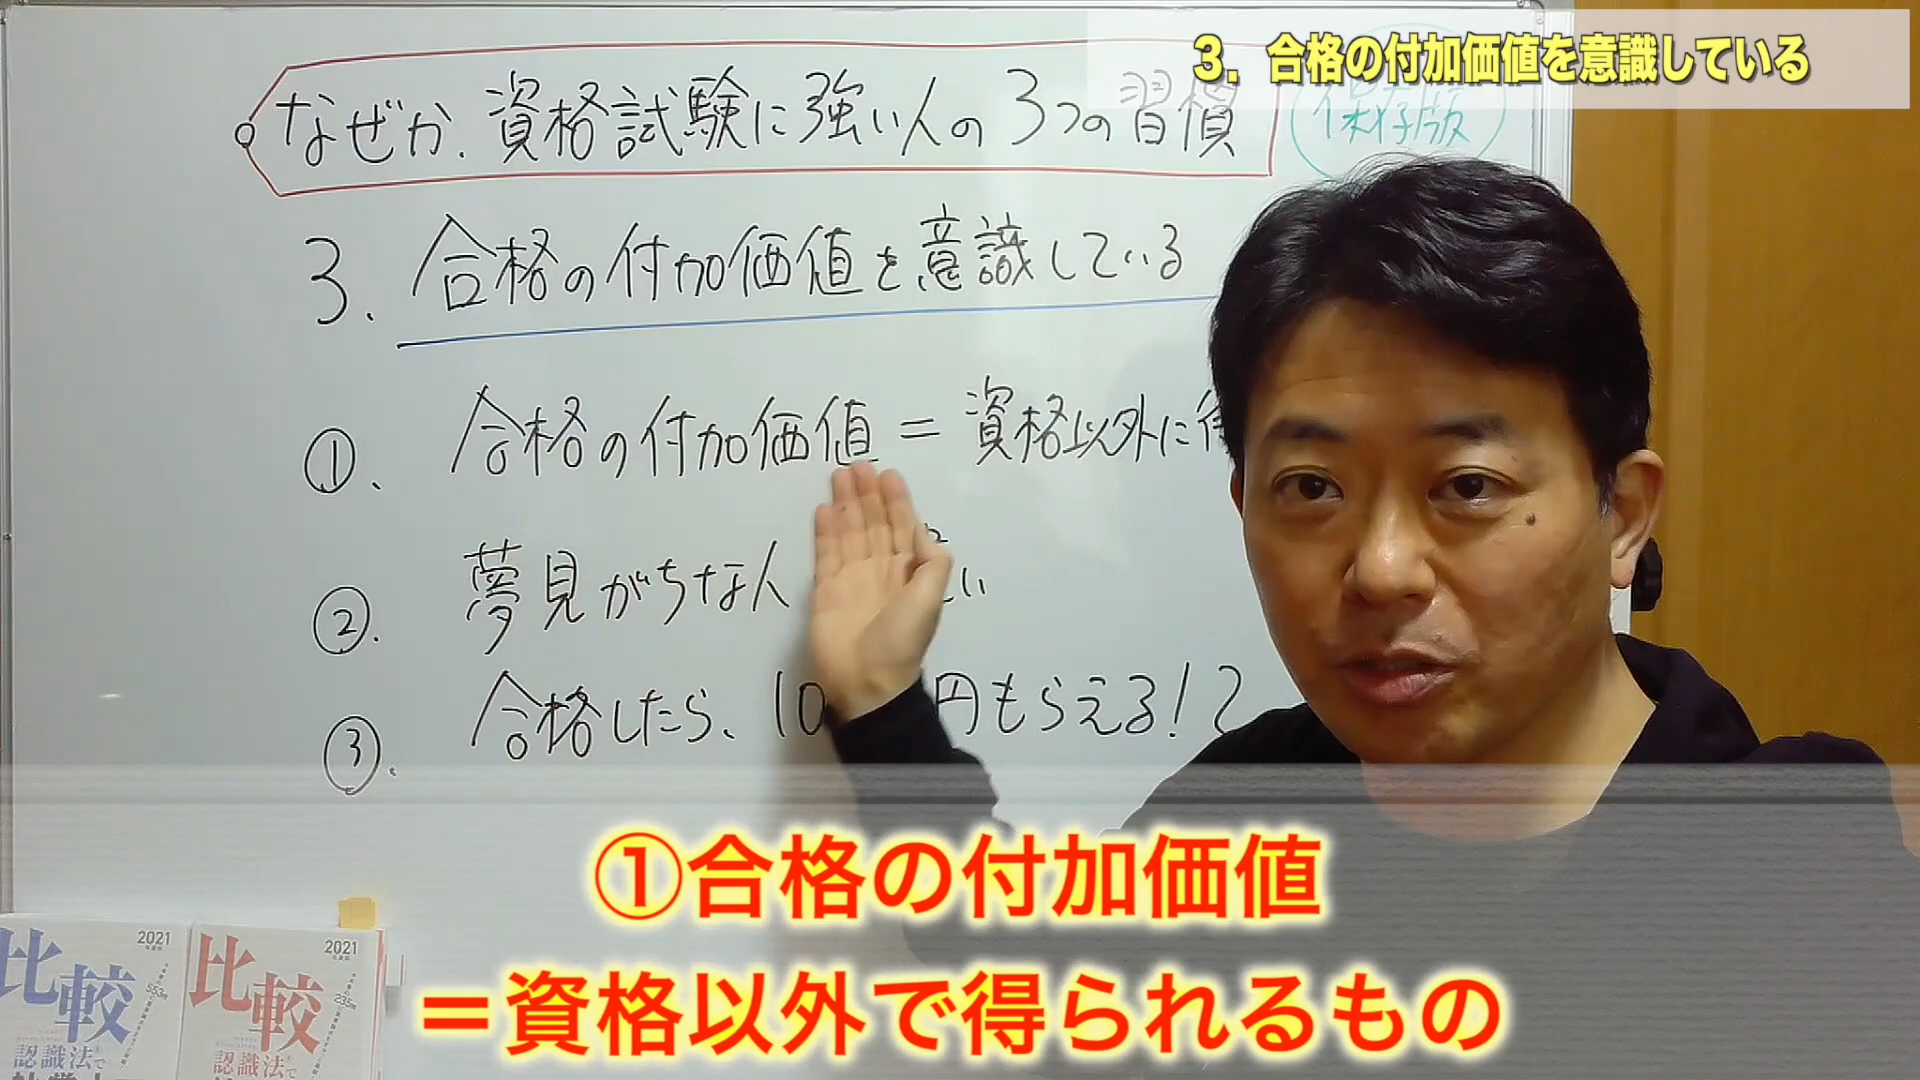 3. 合格の付加価値を意識している
なぜか、資格試験に強い人の3つの習慣
保存版
3. 合格の付加価値を意識している
①. 合格の付加価値=資格以外に得
②. 夢見がちな人
③. 合格したら、10 円もらえる!?
①合格の付加価値
=資格以外で得られるもの
2021
比較
認識法で
2021
比較
認識法で